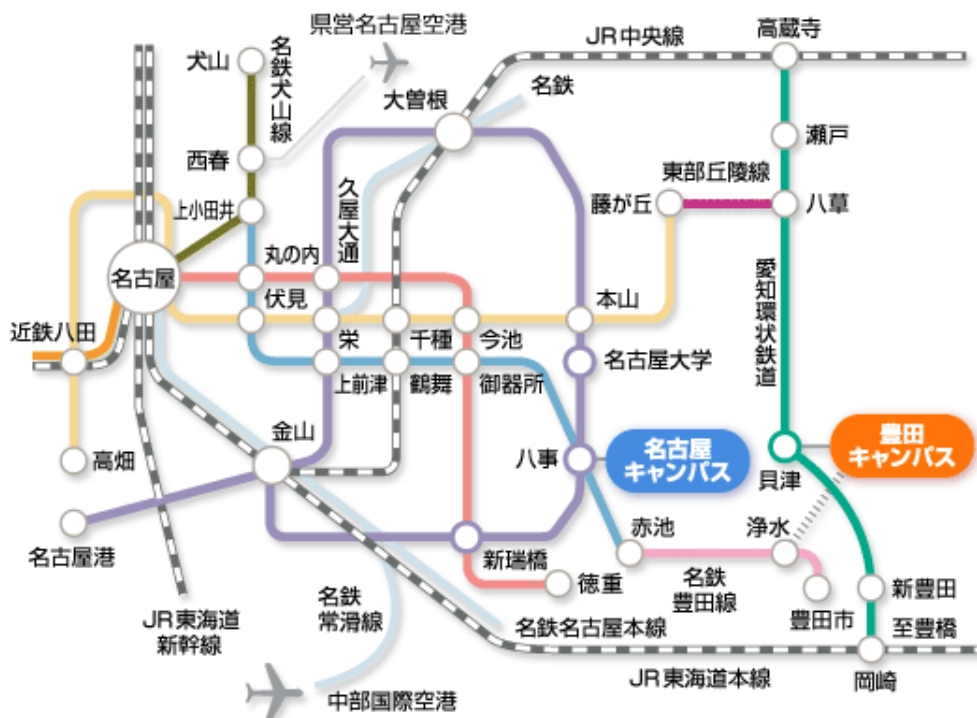 県営名古屋空港
JR中央線
高蔵寺
犬山
名鉄犬山線
大曽根
名鉄
瀬戸
西春
東部丘陵線
上小田井
久屋大通
藤が丘
八草
丸の内
名古屋
伏見
本山
愛知環状鉄道
近鉄八田
栄
千種
今池
名古屋大学
上前津
鶴舞
御器所
金山
高畑
八事
名古屋
キャンパス
豊田
キャンパス
貝津
赤池
浄水
名古屋港
新瑞橋
徳重
名鉄
豊田線
新豊田
豊田市
JR東海道
新幹線
名鉄
常滑線
名鉄名古屋本線
至豊橋
JR東海道本線
岡崎
中部国際空港